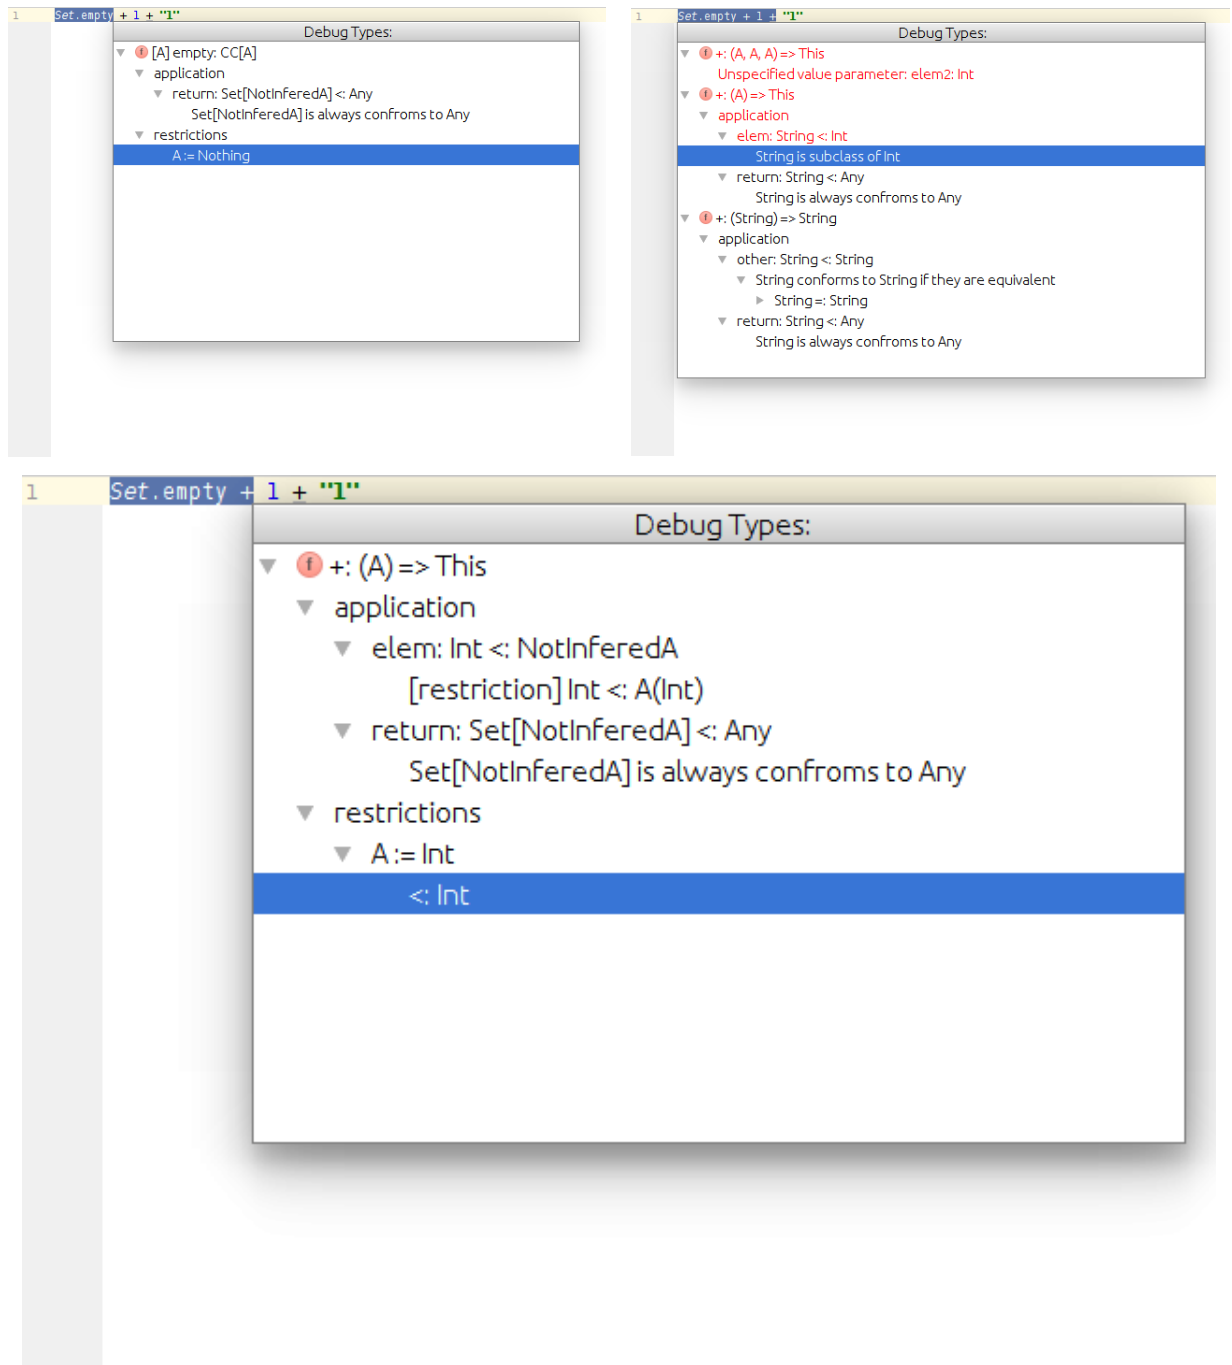 1 Set.empty + 1 + "1"
Debug Types:
f [A] empty: CC[A]
application
return: Set[NotInferedA] <: Any
Set[NotInferedA] is always confroms to Any
restrictions
A := Nothing
1 Set.empty + 1 + "1"
Debug Types:
f +: (A, A, A) => This
Unspecified value parameter: elem2: Int
f +: (A) => This
application
elem: String <: Int
String is subclass of Int
return: String <: Any
String is always confroms to Any
f +: (String) => String
application
other: String <: String
String conforms to String if they are equivalent
String =: String
return: String <: Any
String is always confroms to Any
1 Set.empty + 1 + "1"
Debug Types:
f +: (A) => This
application
elem: Int <: NotInferedA
[restriction] Int <: A(Int)
return: Set[NotInferedA] <: Any
Set[NotInferedA] is always confroms to Any
restrictions
A := Int
<: Int